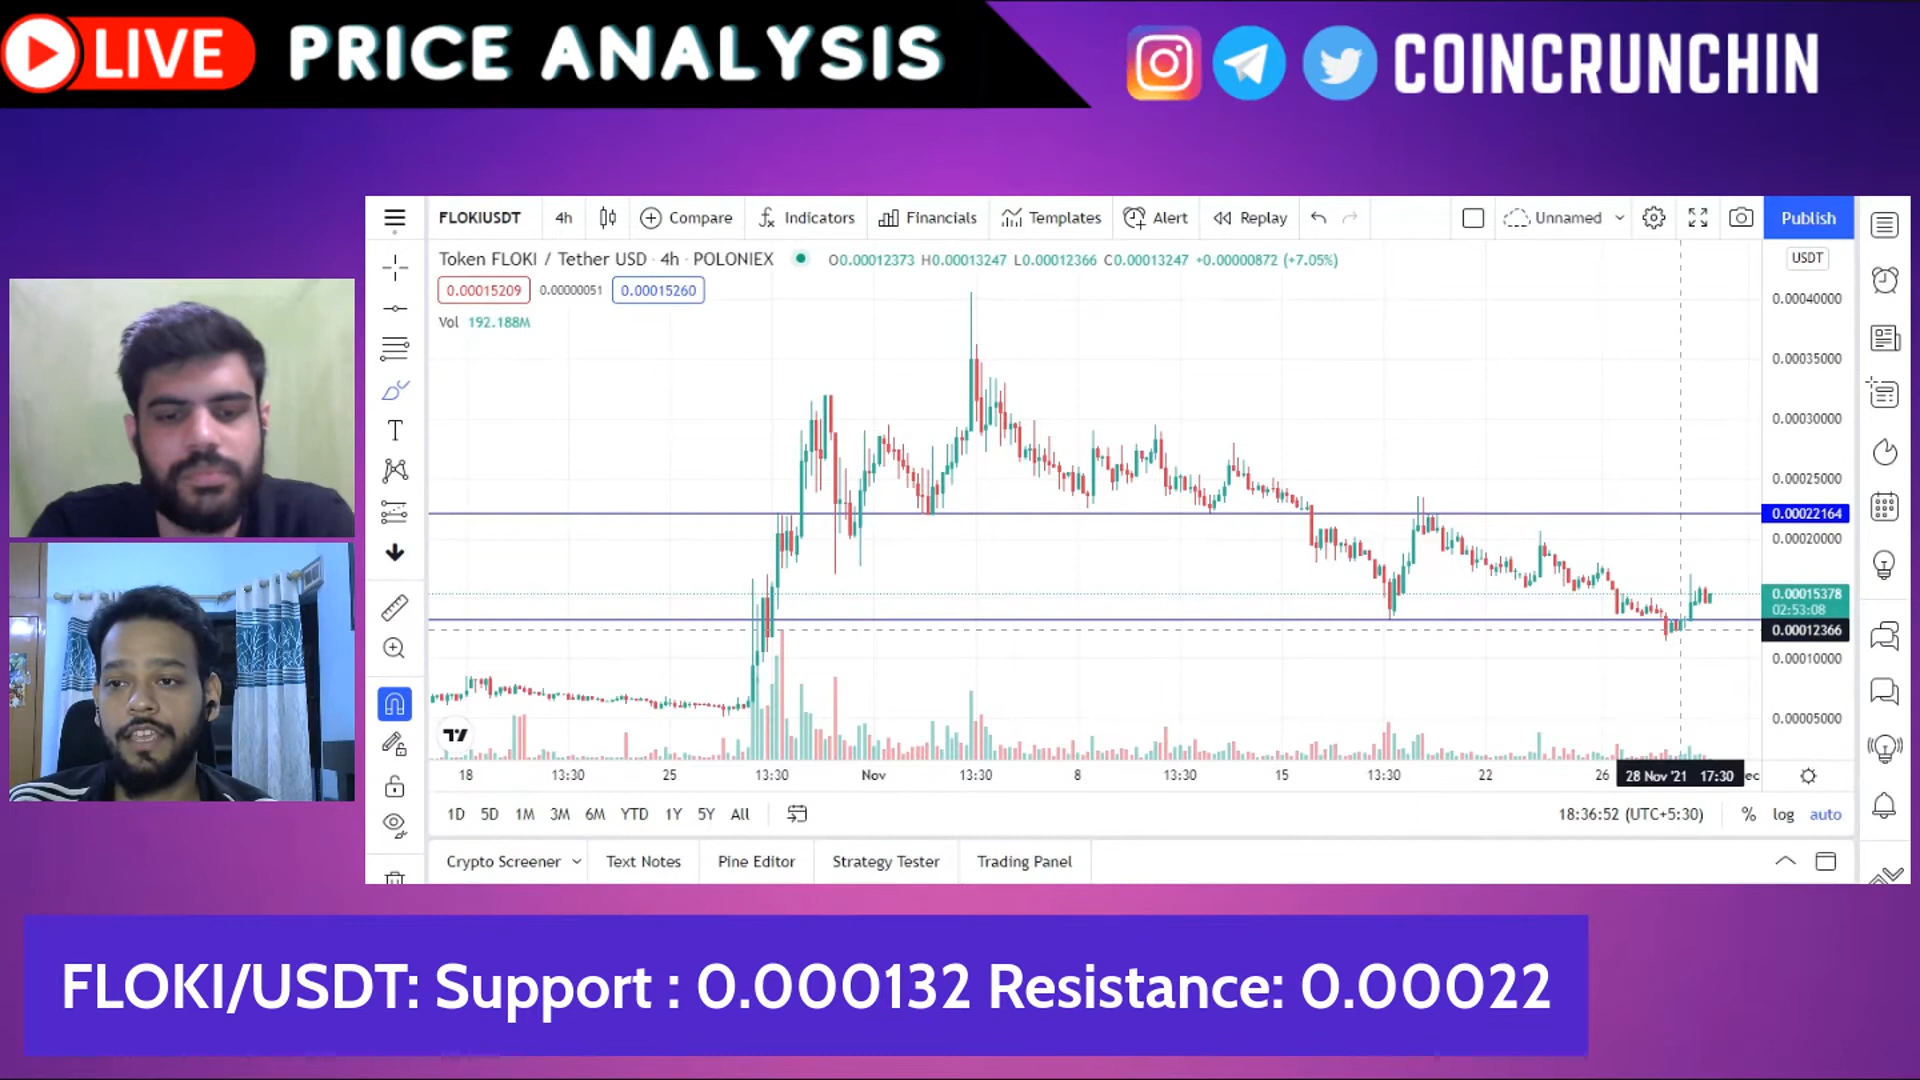 LIVE PRICE ANALYSIS COINCRUNCHIN
FLOKIUSDT 4h Compare Indicators Financials Templates Alert Replay Unnamed Publish
Token FLOKI / Tether USD · 4h · POLONIEX O0.00012373 H0.00013247 L0.00012366 C0.00013247 +0.00000872 (+7.05%) USDT
0.00015209 0.00000051 0.00015260
Vol 192.188M
0.00040000
0.00035000
0.00030000
0.00025000
0.00022164
0.00020000
0.00015378
02:53:08
0.00012366
0.00010000
0.00005000
18 13:30 25 13:30 Nov 13:30 8 13:30 15 13:30 22 26 28 Nov '21 17:30 ec
1D 5D 1M 3M 6M YTD 1Y 5Y All 18:36:52 (UTC+5:30) % log auto
Crypto Screener Text Notes Pine Editor Strategy Tester Trading Panel
FLOKI/USDT: Support : 0.000132 Resistance: 0.00022